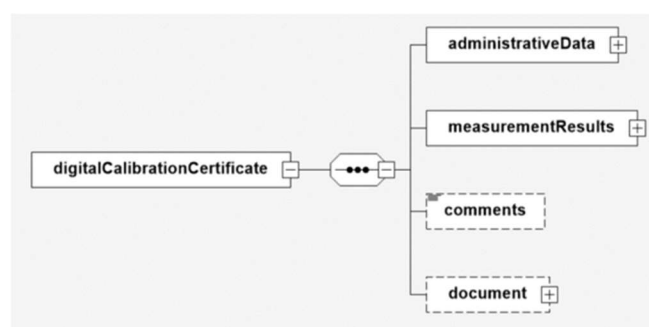 administrativeData
measurementResults
digitalCalibrationCertificate
comments
document